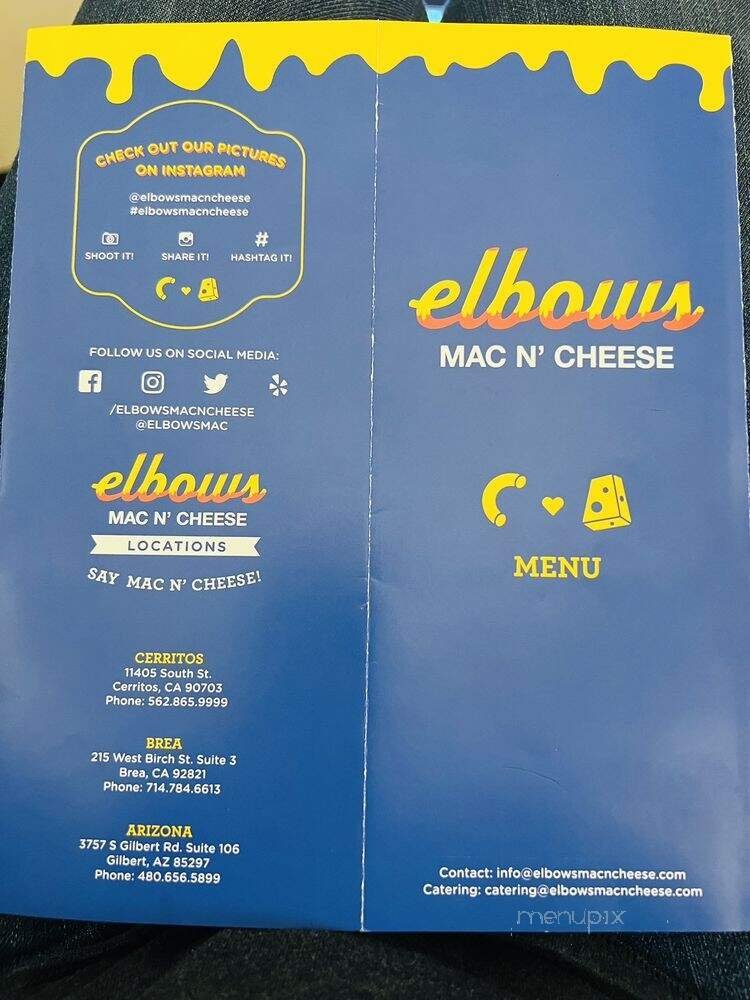 CHECK OUT OUR PICTURES
ON INSTAGRAM
@elbowsmacncheese
#elbowsmacncheese
SHOOT IT! SHARE IT! HASHTAG IT!
FOLLOW US ON SOCIAL MEDIA:
/ELBOWSMACNCHEESE
@ELBOWSMAC
elbows
MAC N' CHEESE
LOCATIONS
SAY MAC N' CHEESE!
CERRITOS
11405 South St.
Cerritos, CA 90703
Phone: 562.865.9999
BREA
215 West Birch St. Suite 3
Brea, CA 92821
Phone: 714.784.6613
ARIZONA
3757 S Gilbert Rd. Suite 106
Gilbert, AZ 85297
Phone: 480.656.5899
elbows
MAC N' CHEESE
MENU
Contact: info@elbowsmacncheese.com
Catering: catering@elbowsmacncheese.com
menupix